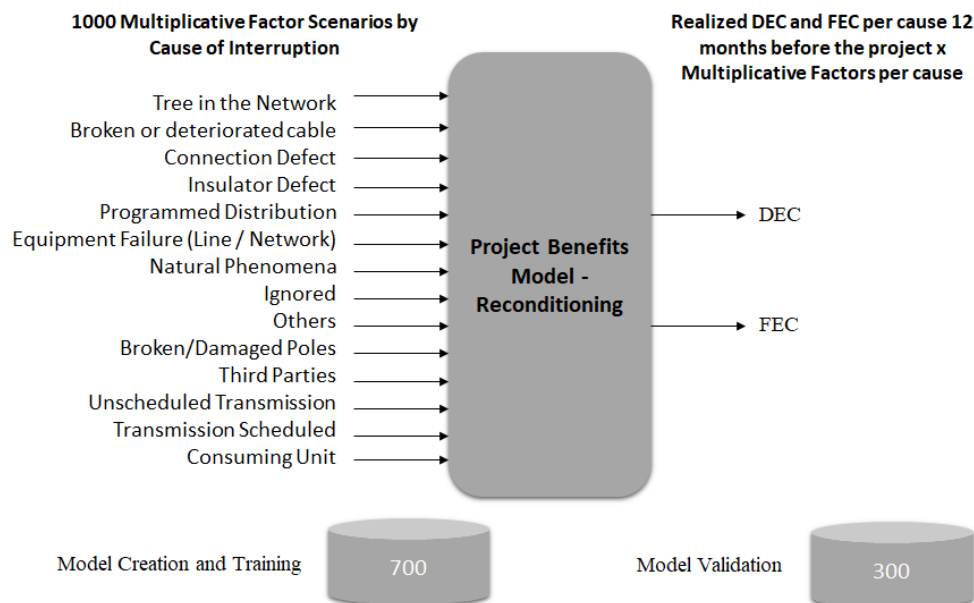 1000 Multiplicative Factor Scenarios by
Cause of Interruption
Realized DEC and FEC per cause 12
months before the project x
Multiplicative Factors per cause
Tree in the Network
Broken or deteriorated cable
Connection Defect
Insulator Defect
Programmed Distribution
Equipment Failure (Line / Network)
Natural Phenomena
Ignored
Others
Broken/Damaged Poles
Third Parties
Unscheduled Transmission
Transmission Scheduled
Consuming Unit
Project Benefits
Model -
Reconditioning
DEC
FEC
Model Creation and Training
700
Model Validation
300